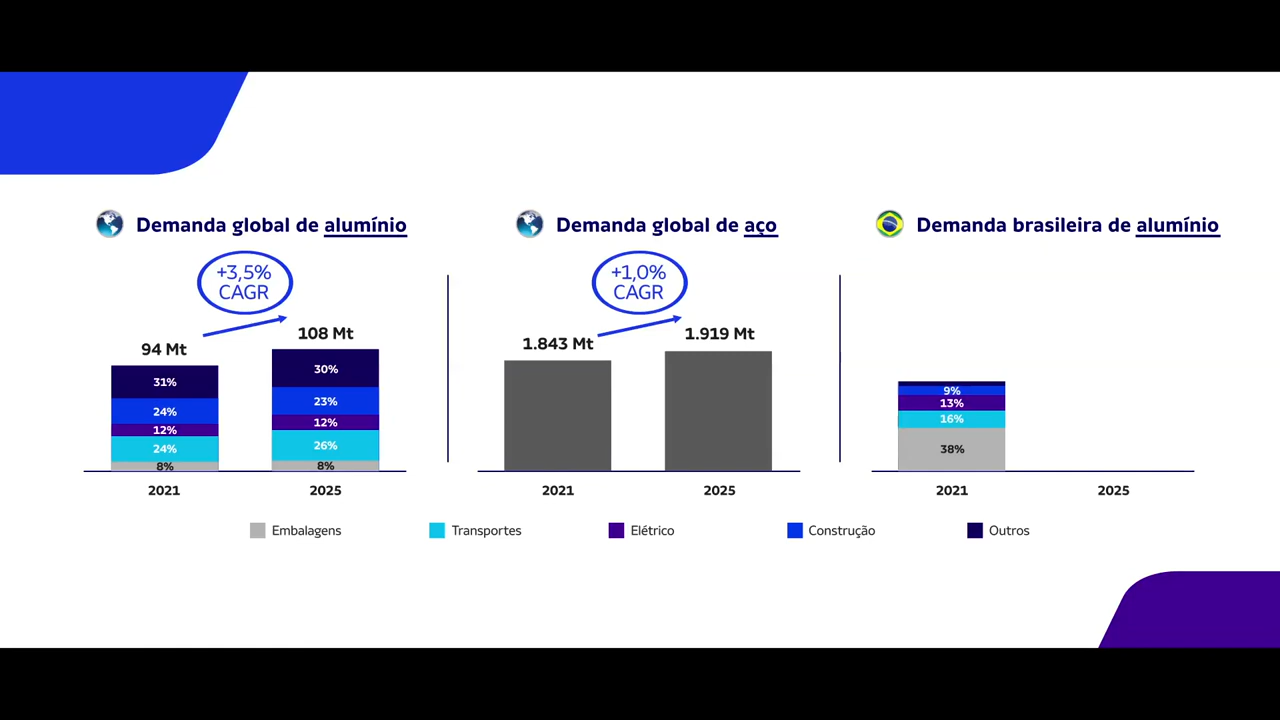 Demanda global de alumínio
+3,5%
CAGR
94 Mt
108 Mt
31%
24%
12%
24%
8%
30%
23%
12%
26%
8%
2021
2025
Demanda global de aço
+1,0%
CAGR
1.843 Mt
1.919 Mt
2021
2025
Demanda brasileira de alumínio
9%
13%
16%
38%
2021
2025
Embalagens
Transportes
Elétrico
Construção
Outros